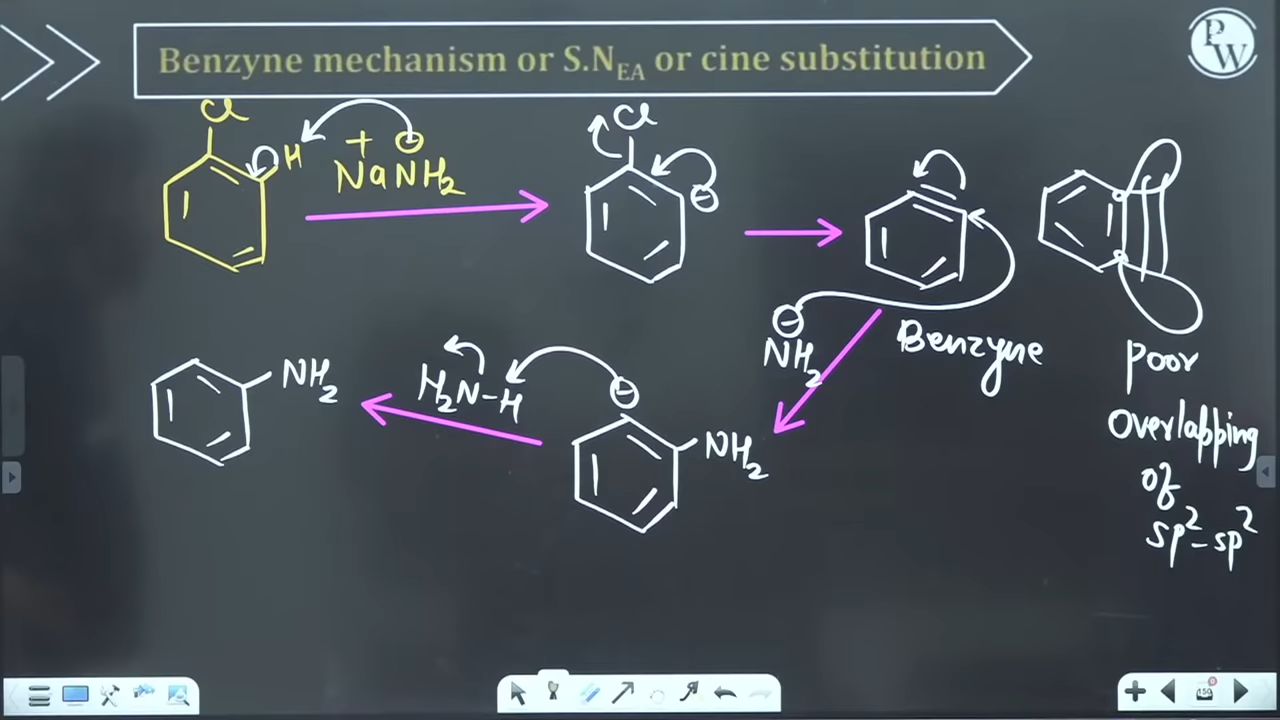 Benzyne mechanism or S.N_EA or cine substitution
PW
Cl
H
+ ⊖
NaNH₂
Cl
⊖
⊖
NH₂
Benzyne
Poor
overlapping
of
sp²-sp²
NH₂
H₂N-H
⊖
NH₂
150